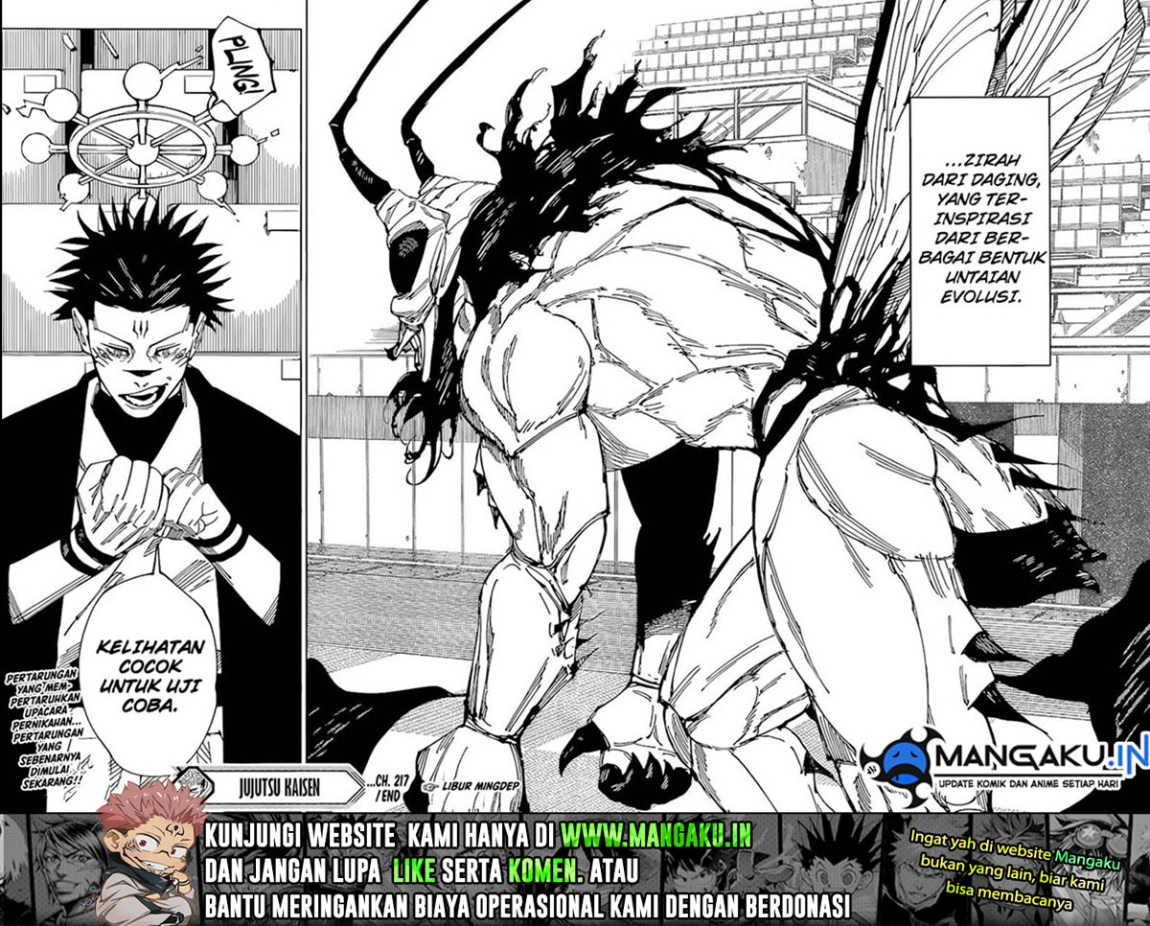 PLING!
...ZIRAH
DARI DAGING,
YANG TER-
INSPIRASI
DARI BER-
BAGAI BENTUK
UNTAIAN
EVOLUSI.
KELIHATAN
COCOK
UNTUK UJI
COBA.
PERTARUNGAN
YANG MEM-
PERTARUHKAN
UPACARA
PERNIKAHAN...
PERTARUNGAN
YANG
SEBENARNYA
DIMULAI
SEKARANG!!
JUJUTSU KAISEN
...CH. 217
/END
LIBUR MINGDEP
MANGAKU.IN
UPDATE KOMIK DAN ANIME SETIAP HARI
KUNJUNGI WEBSITE KAMI HANYA DI WWW.MANGAKU.IN
DAN JANGAN LUPA LIKE SERTA KOMEN. ATAU
BANTU MERINGANKAN BIAYA OPERASIONAL KAMI DENGAN BERDONASI
Ingat yah di website Mangaku
bukan yang lain, biar kami
bisa membacanya